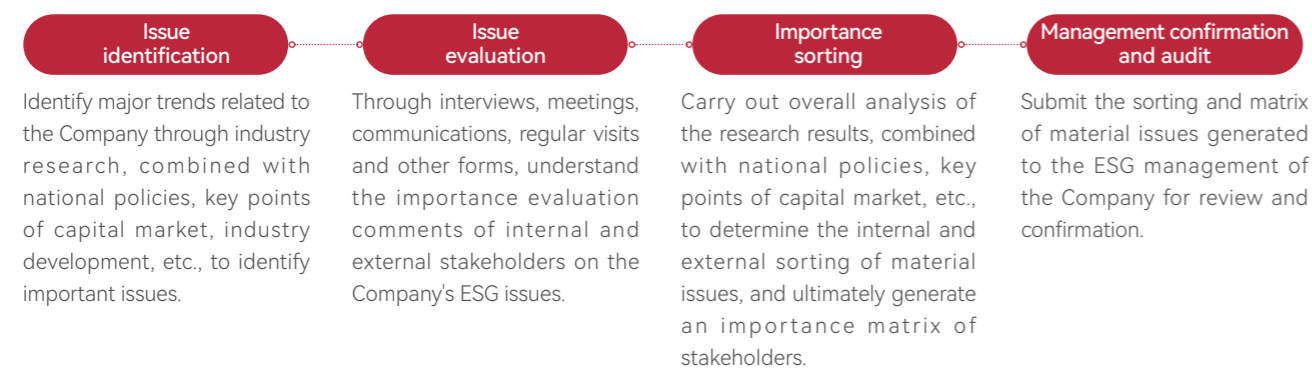 Issue
identification
Identify major trends related to
the Company through industry
research, combined with
national policies, key points
of capital market, industry
development, etc., to identify
important issues.
Issue
evaluation
Through interviews, meetings,
communications, regular visits
and other forms, understand
the importance evaluation
comments of internal and
external stakeholders on the
Company's ESG issues.
Importance
sorting
Carry out overall analysis of
the research results, combined
with national policies, key
points of capital market, etc.,
to determine the internal and
external sorting of material
issues, and ultimately generate
an importance matrix of
stakeholders.
Management confirmation
and audit
Submit the sorting and matrix
of material issues generated
to the ESG management of
the Company for review and
confirmation.